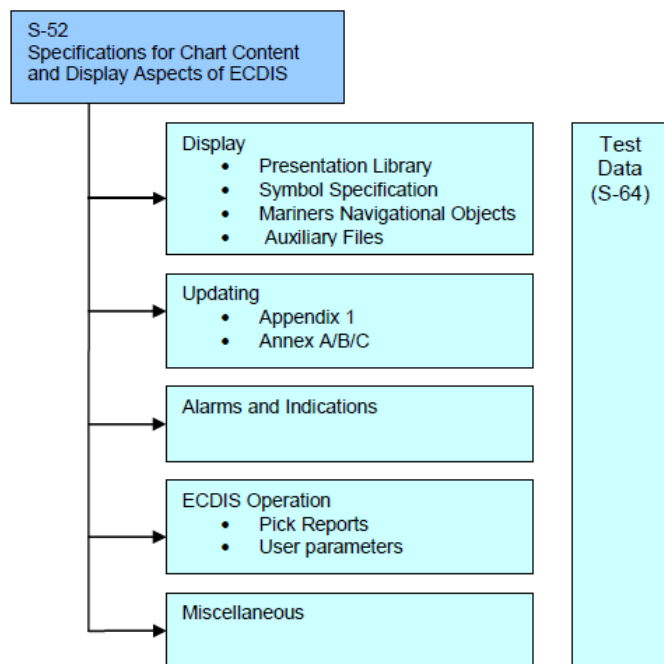 S-52
Specifications for Chart Content
and Display Aspects of ECDIS
Display
• Presentation Library
• Symbol Specification
• Mariners Navigational Objects
• Auxiliary Files
Test
Data
(S-64)
Updating
• Appendix 1
• Annex A/B/C
Alarms and Indications
ECDIS Operation
• Pick Reports
• User parameters
Miscellaneous